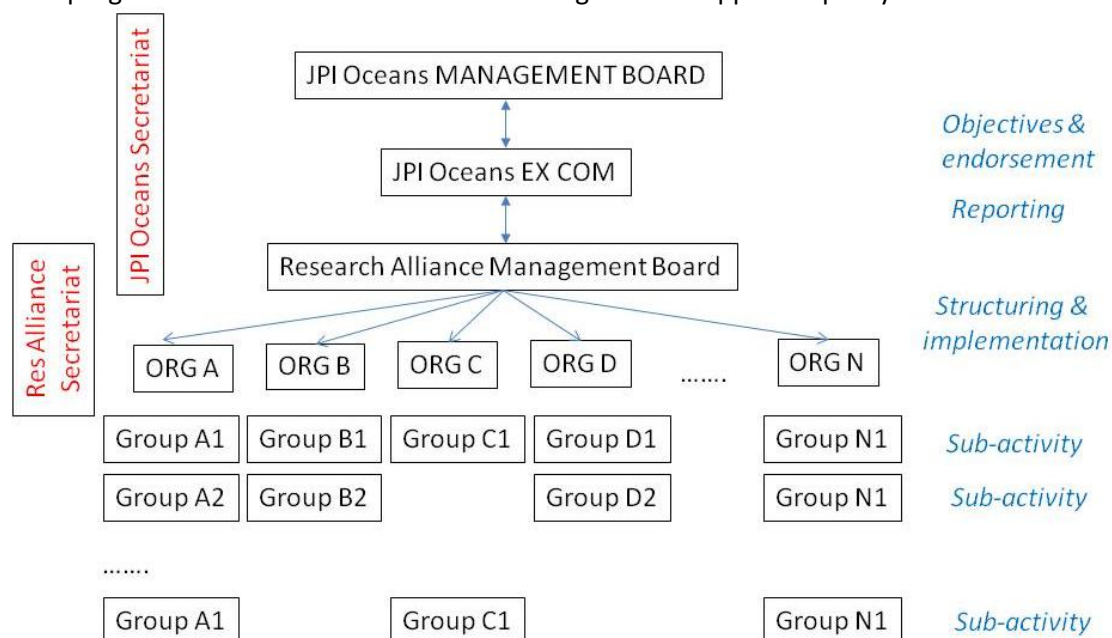 JPI Oceans Secretariat
JPI Oceans MANAGEMENT BOARD
Objectives &
endorsement
JPI Oceans EX COM
Reporting
Res Alliance
Secretariat
Research Alliance Management Board
Structuring &
implementation
ORG A
ORG B
ORG C
ORG D
.......
ORG N
Group A1
Group B1
Group C1
Group D1
Group N1
Sub-activity
Group A2
Group B2
Group D2
Group N1
Sub-activity
.......
Group A1
Group C1
Group N1
Sub-activity